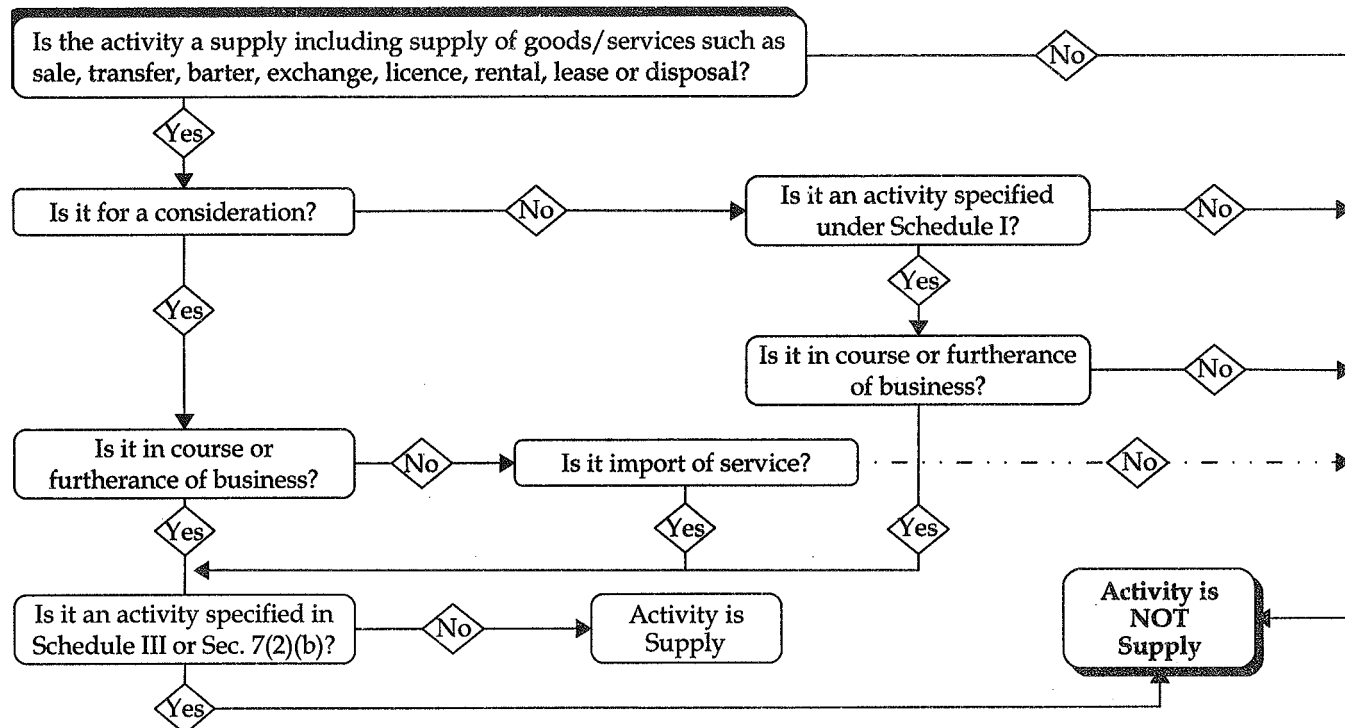 Is the activity a supply including supply of goods/services such as
sale, transfer, barter, exchange, licence, rental, lease or disposal?
No
Yes
Is it for a consideration?
No
Is it an activity specified
under Schedule I?
No
Yes
Yes
Is it in course or furtherance
of business?
No
Is it in course or
furtherance of business?
No
Is it import of service?
No
Yes
Yes
Yes
Is it an activity specified in
Schedule III or Sec. 7(2)(b)?
No
Activity is
Supply
Activity is
NOT
Supply
Yes